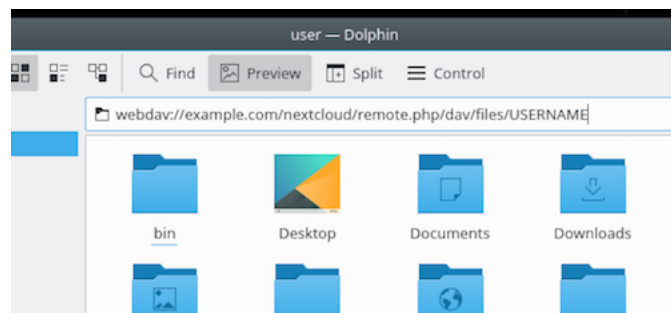 user — Dolphin
Find Preview Split Control
webdav://example.com/nextcloud/remote.php/dav/files/USERNAME
bin Desktop Documents Downloads